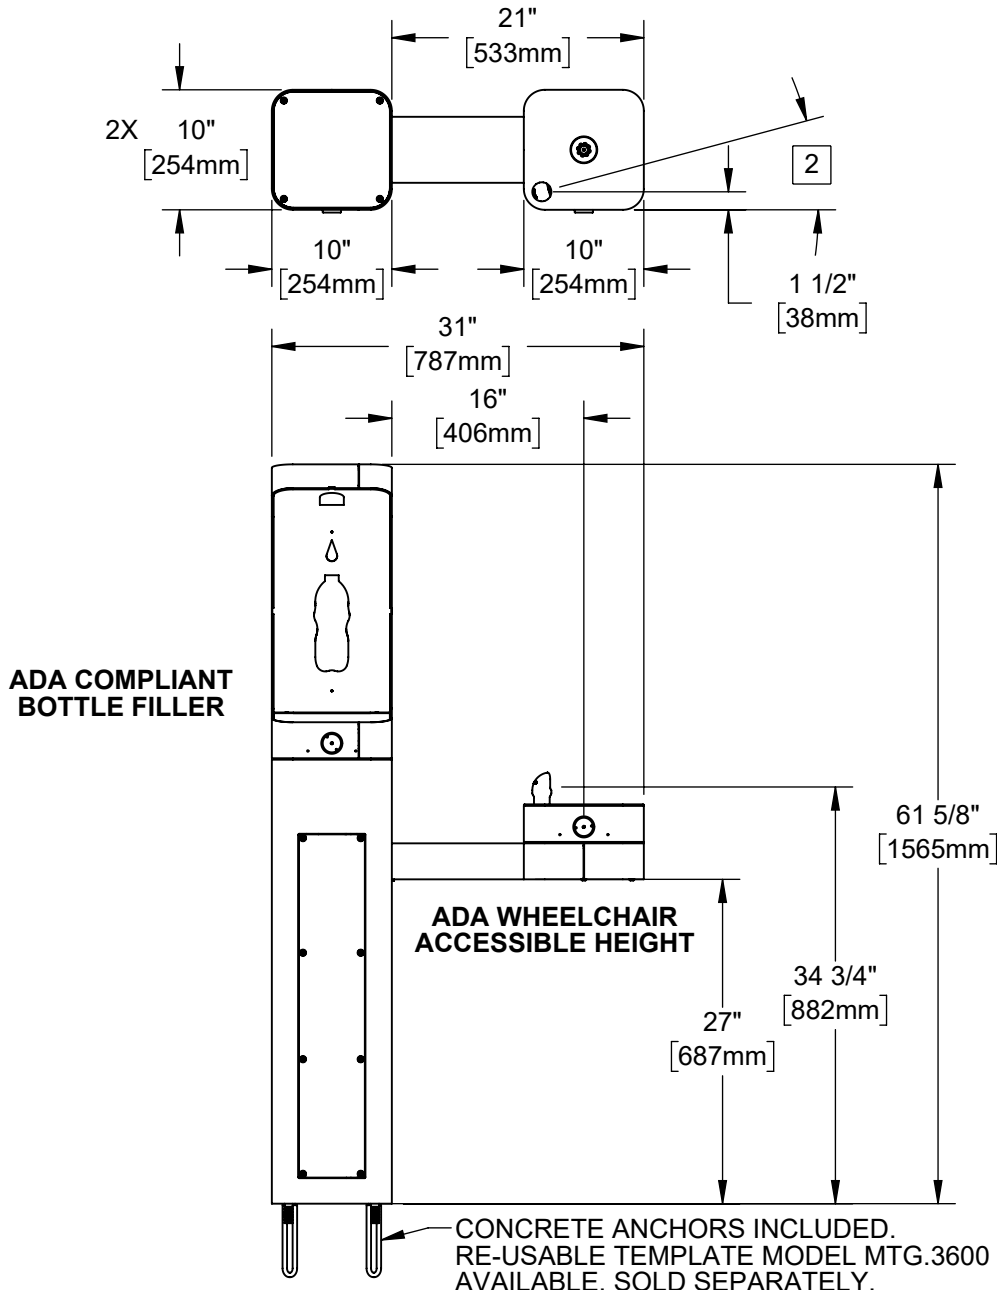 21"
[533mm]
2X 10"
[254mm]
2
10"
[254mm]
10"
[254mm]
1 1/2"
[38mm]
31"
[787mm]
16"
[406mm]
ADA COMPLIANT
BOTTLE FILLER
61 5/8"
[1565mm]
ADA WHEELCHAIR
ACCESSIBLE HEIGHT
34 3/4"
[882mm]
27"
[687mm]
CONCRETE ANCHORS INCLUDED.
RE-USABLE TEMPLATE MODEL MTG.3600
AVAILABLE. SOLD SEPARATELY.